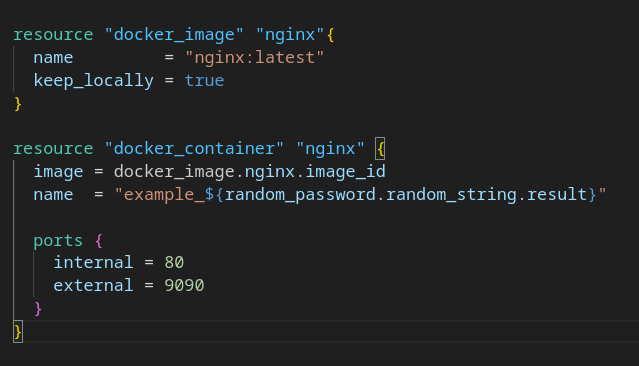 resource "docker_image" "nginx"{
  name         = "nginx:latest"
  keep_locally = true
}

resource "docker_container" "nginx" {
  image = docker_image.nginx.image_id
  name  = "example_${random_password.random_string.result}"

  ports {
    internal = 80
    external = 9090
  }
}